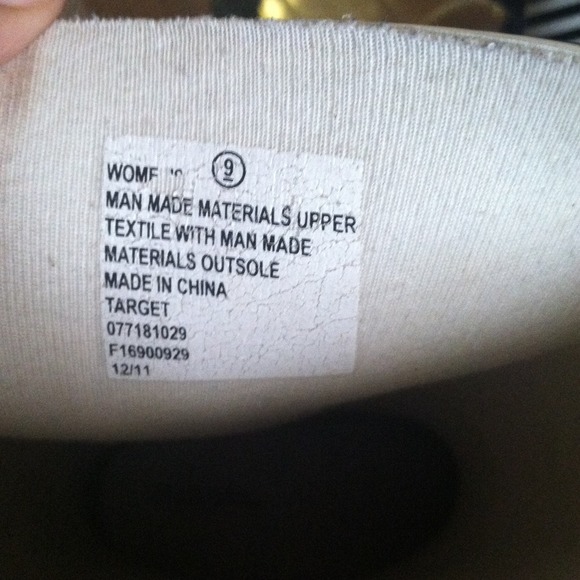 9
MAN MADE MATERIALS UPPER
TEXTILE WITH MAN MADE
MATERIALS OUTSOLE
MADE IN CHINA
TARGET
077181029
F16900929
12/11